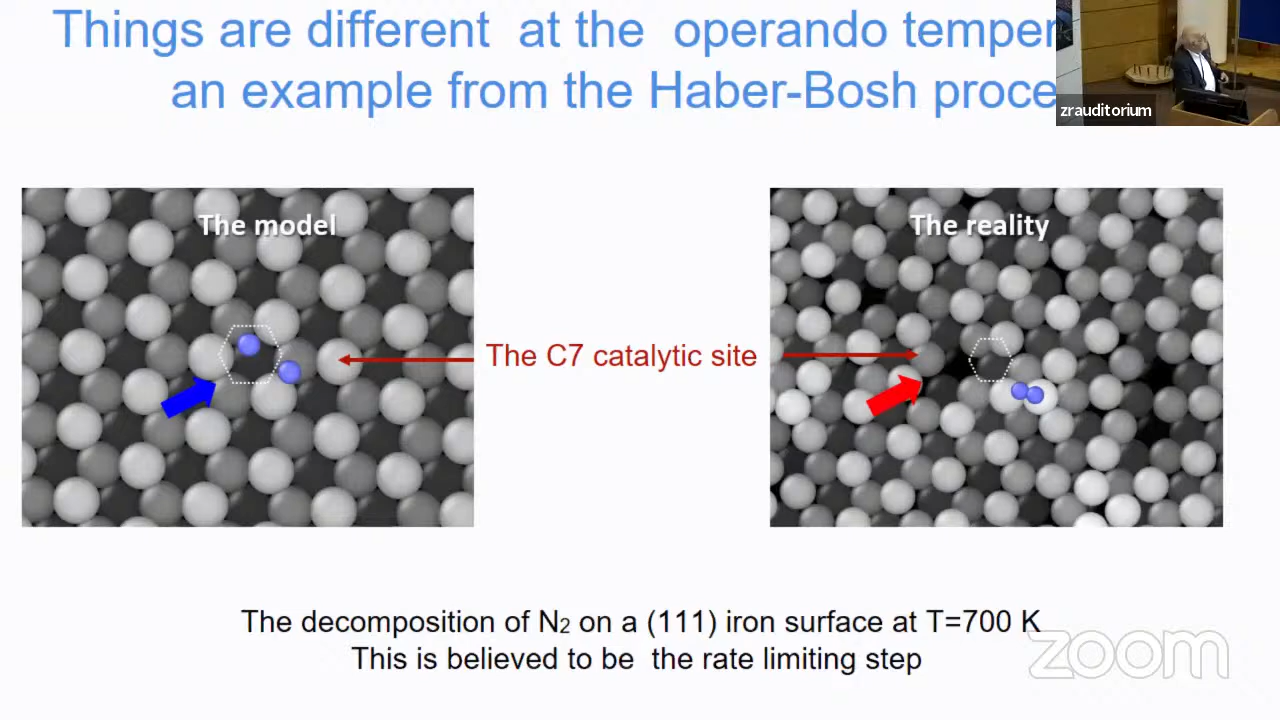 Things are different at the operando temper
an example from the Haber-Bosh proce
zrauditorium
The model
The reality
The C7 catalytic site
The decomposition of N₂ on a (111) iron surface at T=700 K
This is believed to be the rate limiting step
zoom